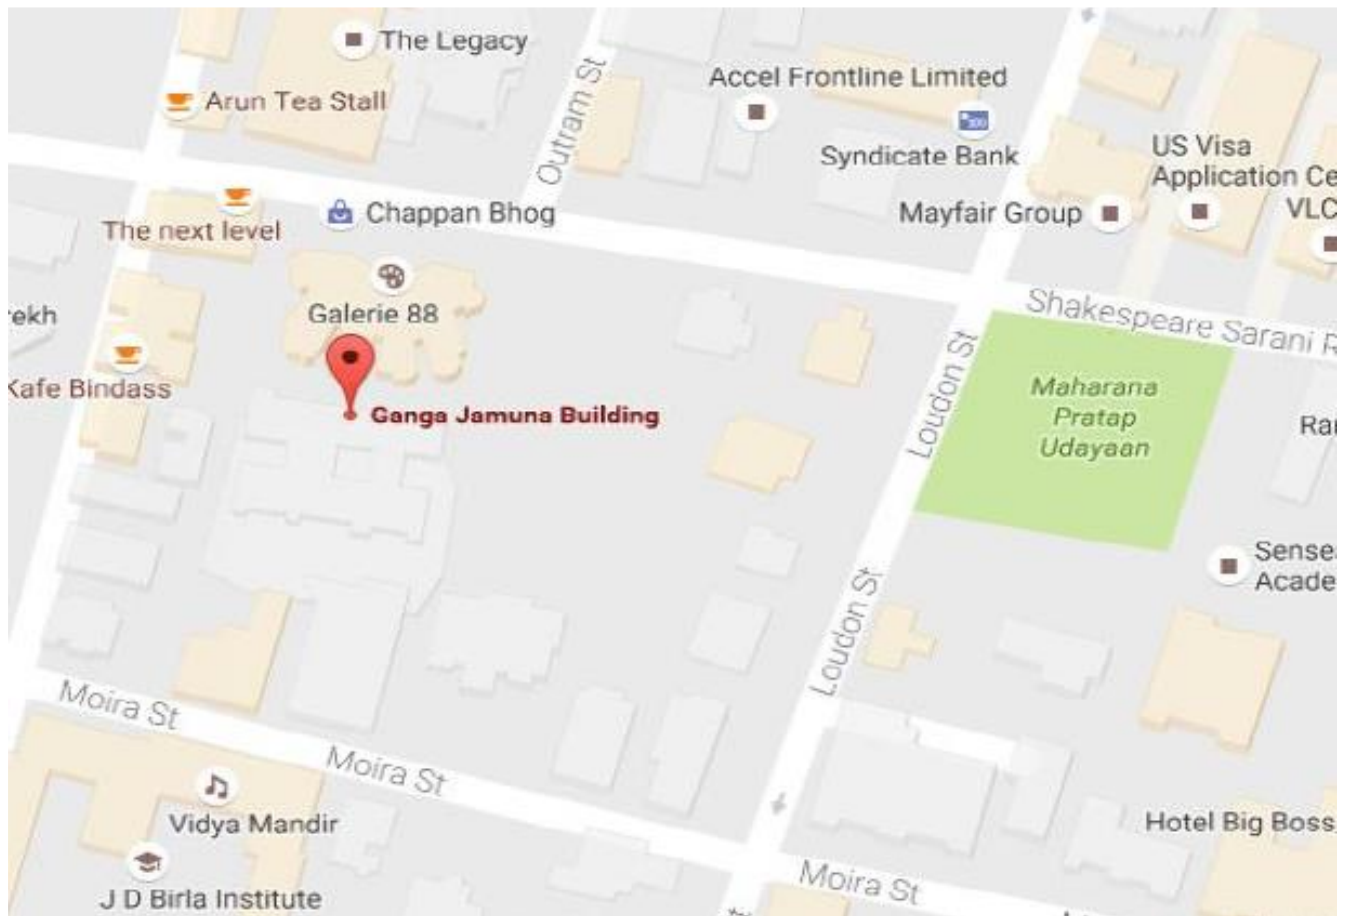 The Legacy
Arun Tea Stall
Outram St
Accel Frontline Limited
Syndicate Bank
US Visa
Application Ce
VLC
Mayfair Group
Chappan Bhog
The next level
Galerie 88
ekh
Kafe Bindass
Ganga Jamuna Building
Shakespeare Sarani R
Loudon St
Maharana
Pratap
Udayaan
Rai
Sense
Acade
Loudon St
Moira St
Moira St
Vidya Mandir
J D Birla Institute
Hotel Big Boss
Moira St